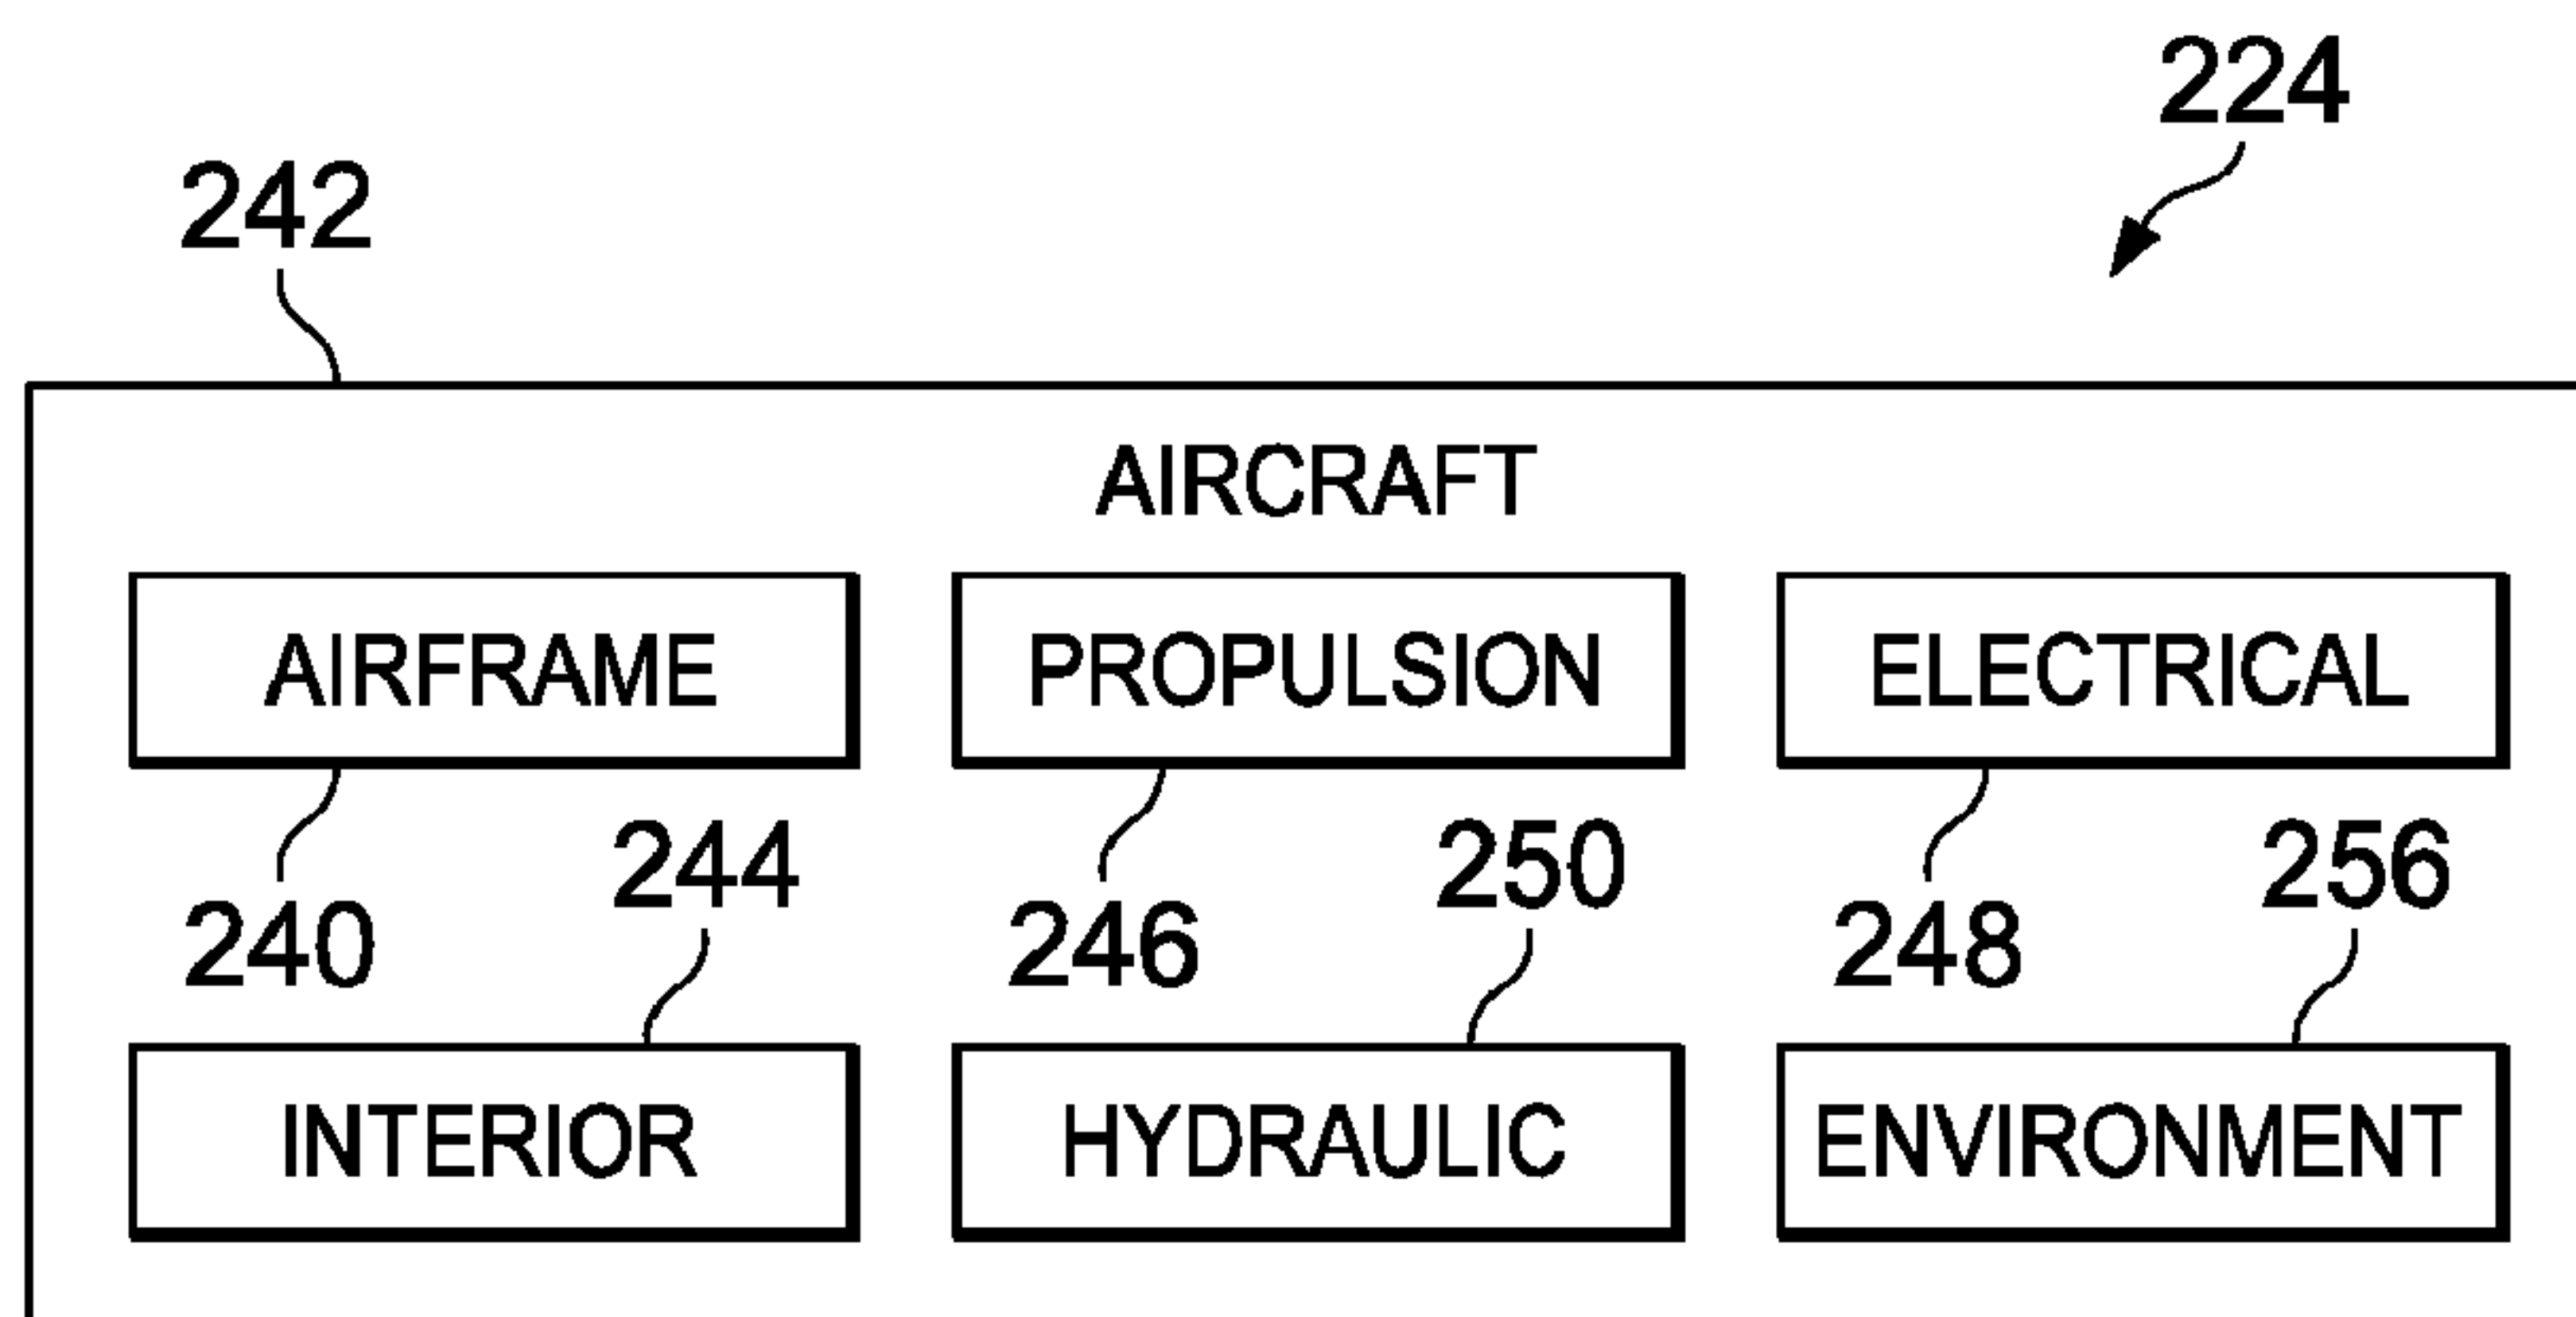 224
242
AIRCRAFT
AIRFRAME PROPULSION ELECTRICAL
244 250 256
240 246 248
INTERIOR HYDRAULIC ENVIRONMENT